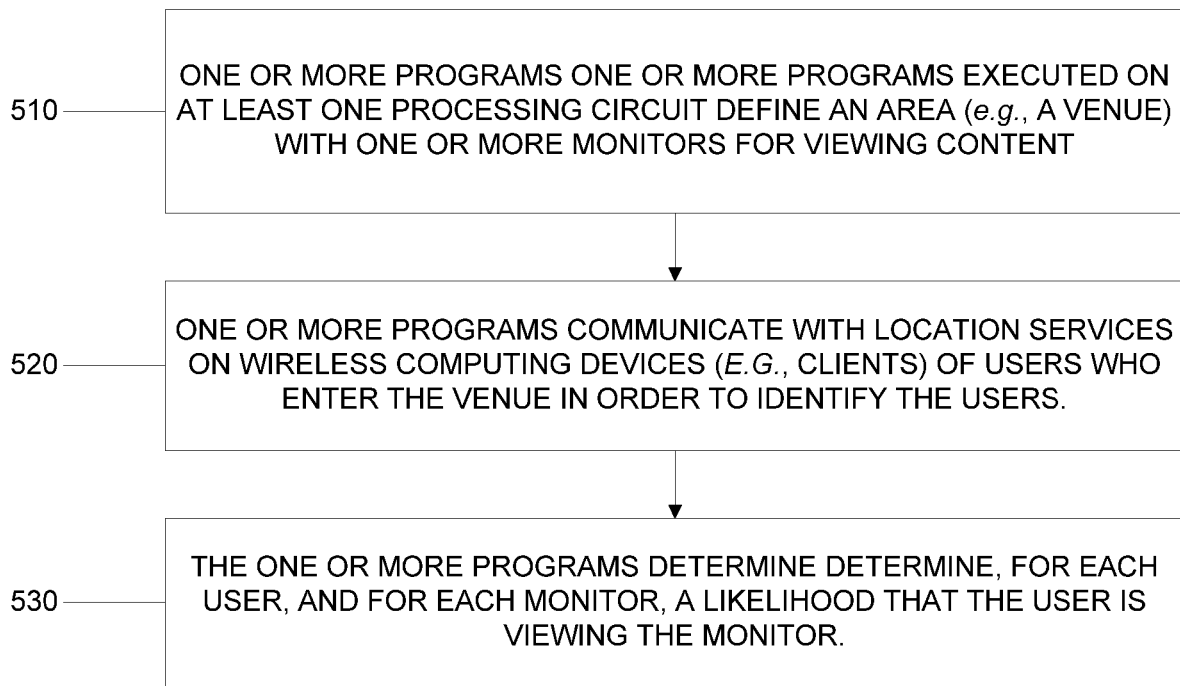 510
ONE OR MORE PROGRAMS ONE OR MORE PROGRAMS EXECUTED ON
AT LEAST ONE PROCESSING CIRCUIT DEFINE AN AREA (e.g., A VENUE)
WITH ONE OR MORE MONITORS FOR VIEWING CONTENT
520
ONE OR MORE PROGRAMS COMMUNICATE WITH LOCATION SERVICES
ON WIRELESS COMPUTING DEVICES (E.G., CLIENTS) OF USERS WHO
ENTER THE VENUE IN ORDER TO IDENTIFY THE USERS.
530
THE ONE OR MORE PROGRAMS DETERMINE DETERMINE, FOR EACH
USER, AND FOR EACH MONITOR, A LIKELIHOOD THAT THE USER IS
VIEWING THE MONITOR.